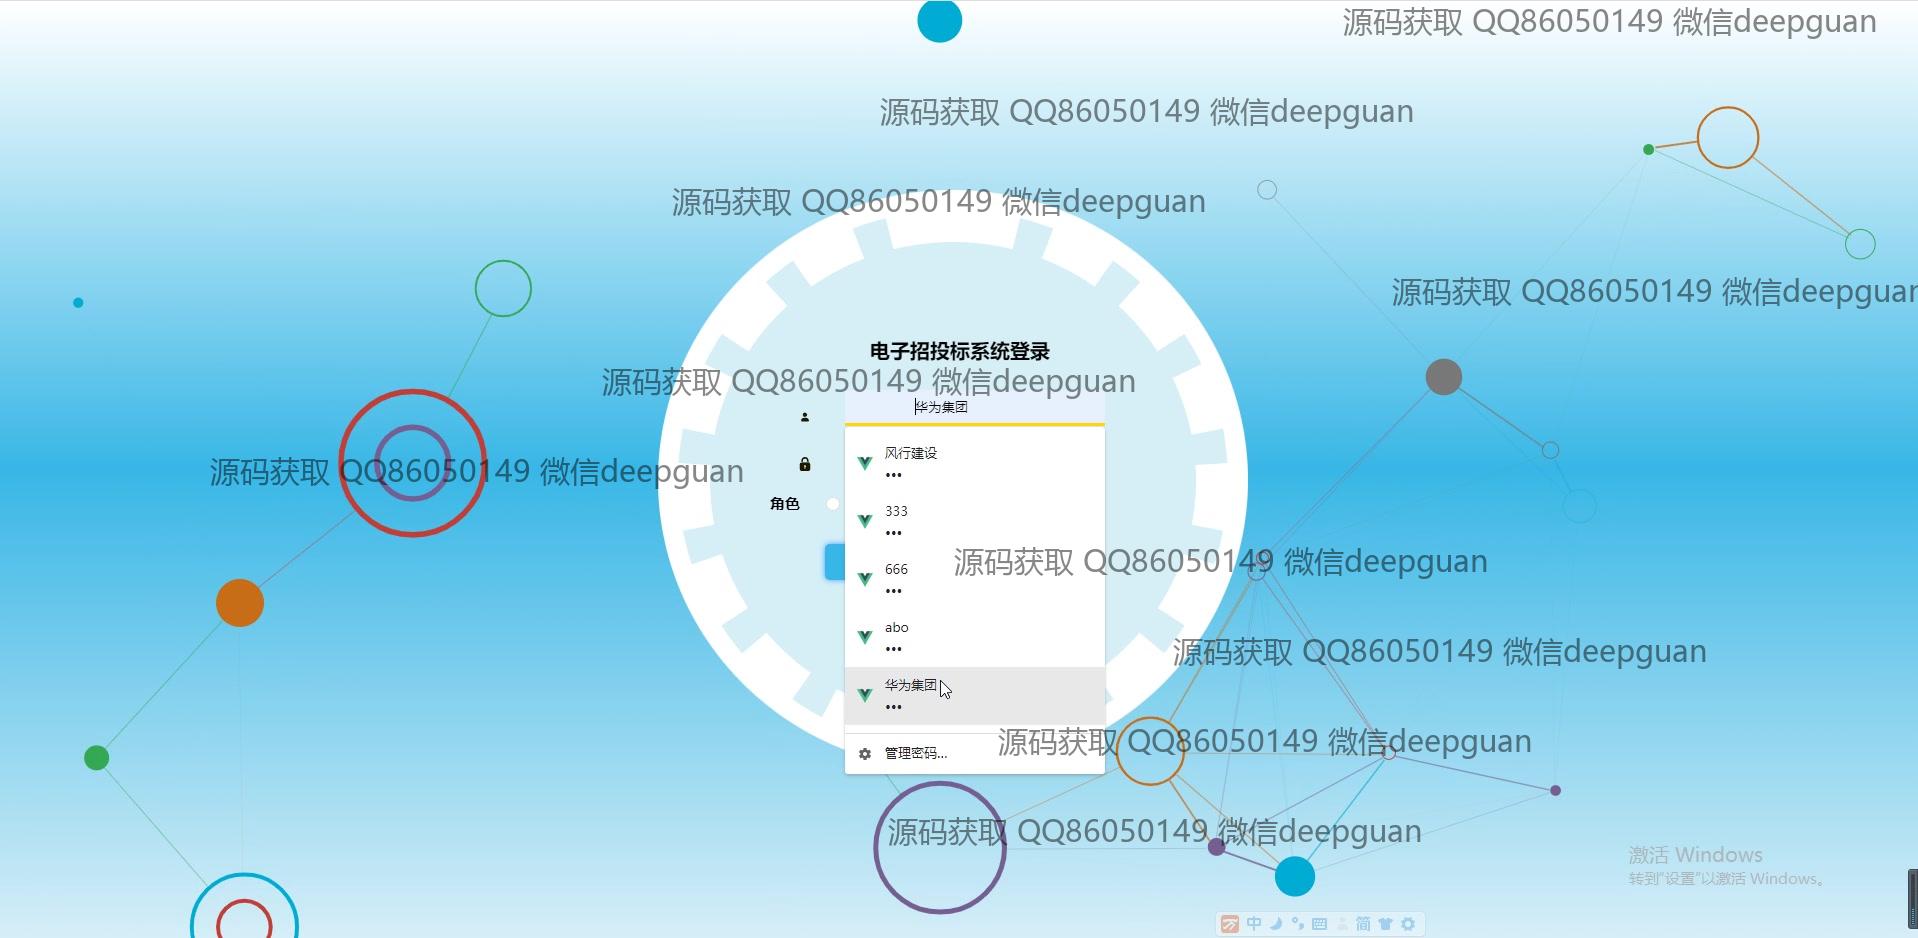 源码获取 QQ86050149 微信deepguan
源码获取 QQ86050149 微信deepguan
源码获取 QQ86050149 微信deepguan
源码获取 QQ86050149 微信deepguan
电子招投标系统登录
源码获取 QQ86050149 微信deepguan
华为集团
风行建设
•••
源码获取 QQ86050149 微信deepguan
角色
333
•••
源码获取 QQ86050149 微信deepguan
666
•••
abo
•••
源码获取 QQ86050149 微信deepguan
华为集团
•••
源码获取 QQ86050149 微信deepguan
管理密码...
源码获取 QQ86050149 微信deepguan
激活 Windows
转到"设置"以激活 Windows。
中
简